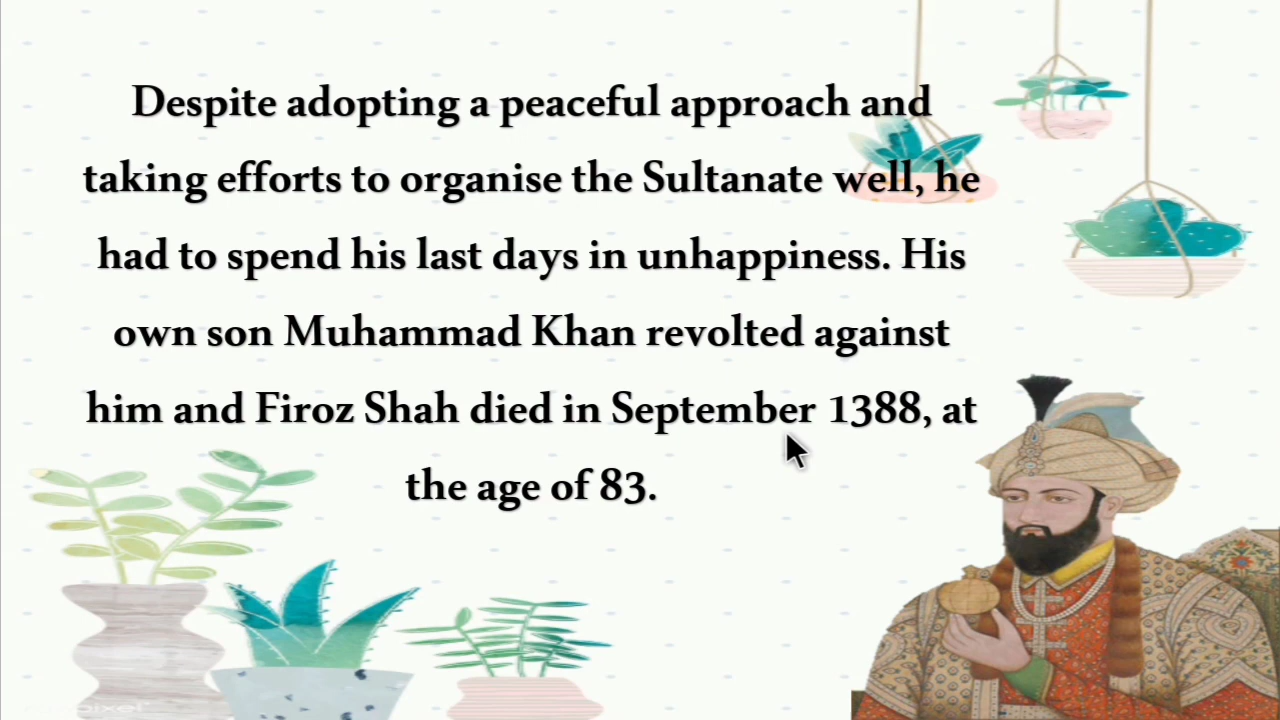 Despite adopting a peaceful approach and
taking efforts to organise the Sultanate well, he
had to spend his last days in unhappiness. His
own son Muhammad Khan revolted against
him and Firoz Shah died in September 1388, at
the age of 83.